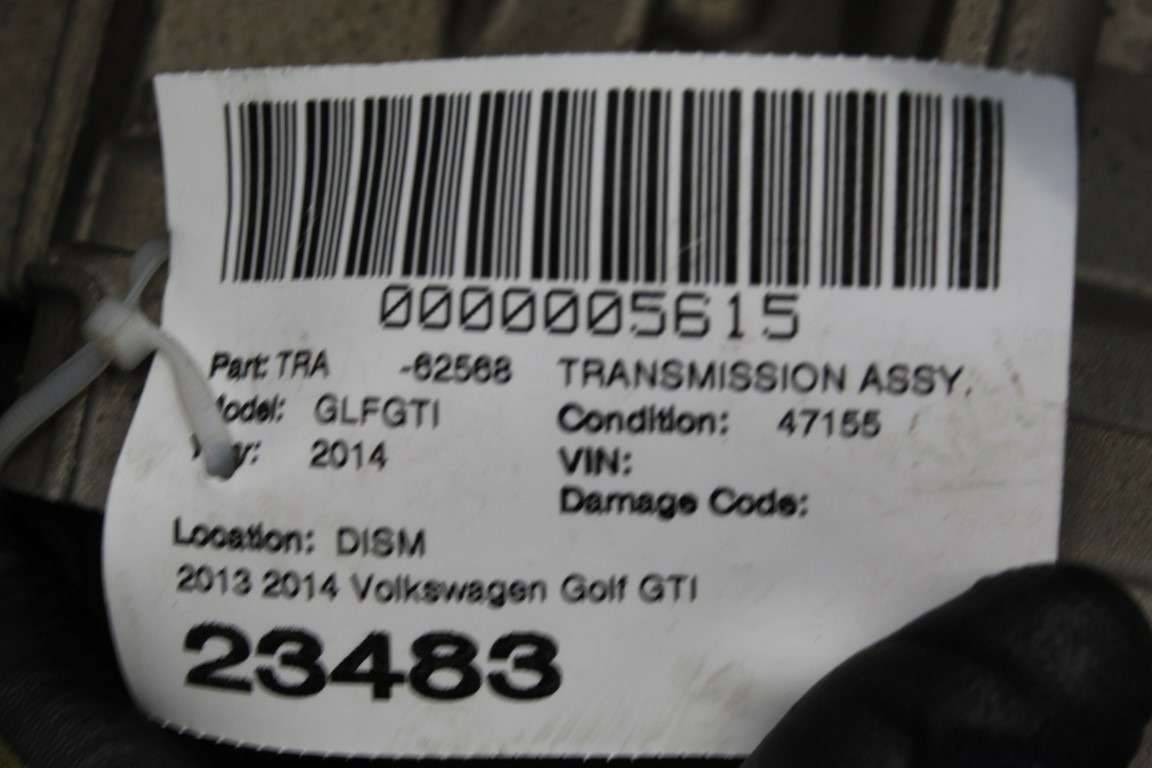 0000005615
Part: TRA -62568 TRANSMISSION ASSY.
Model: GLFGTI Condition: 47155
2014 VIN:
Damage Code:
Location: DISM
2013 2014 Volkswagen Golf GTI
23483